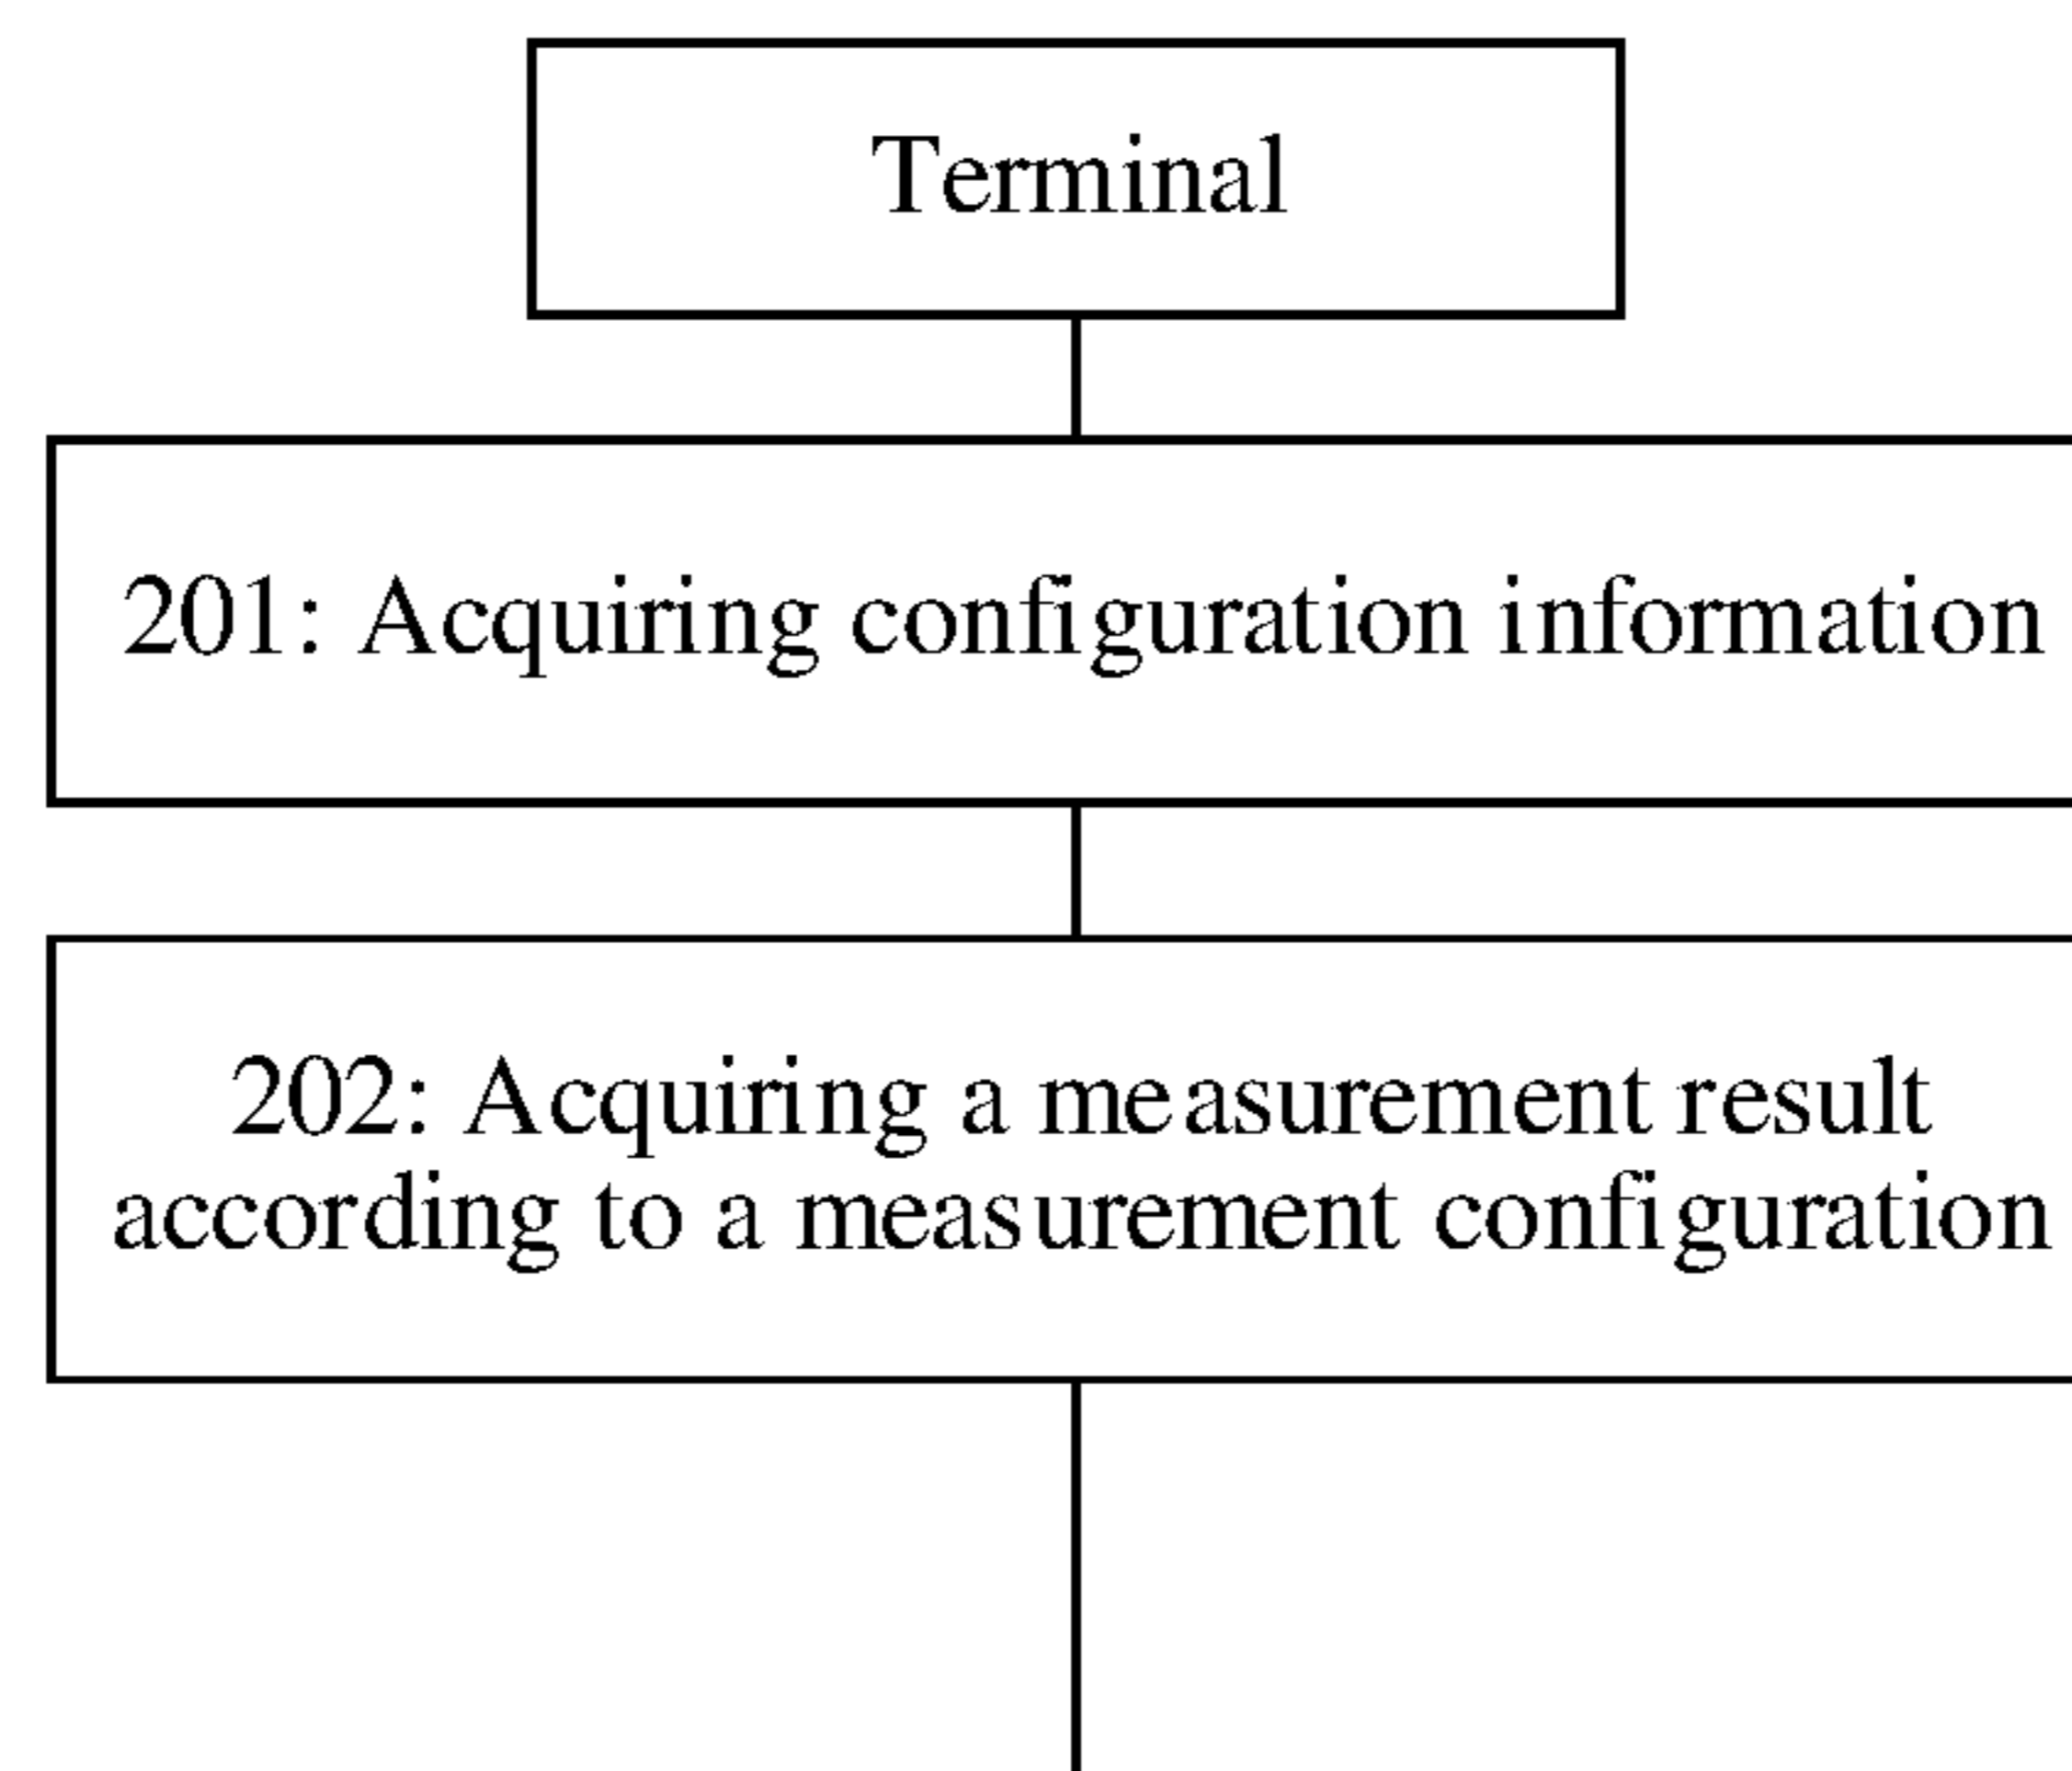 Terminal
201: Acquiring configuration information
202: Acquiring a measurement result
according to a measurement configuration